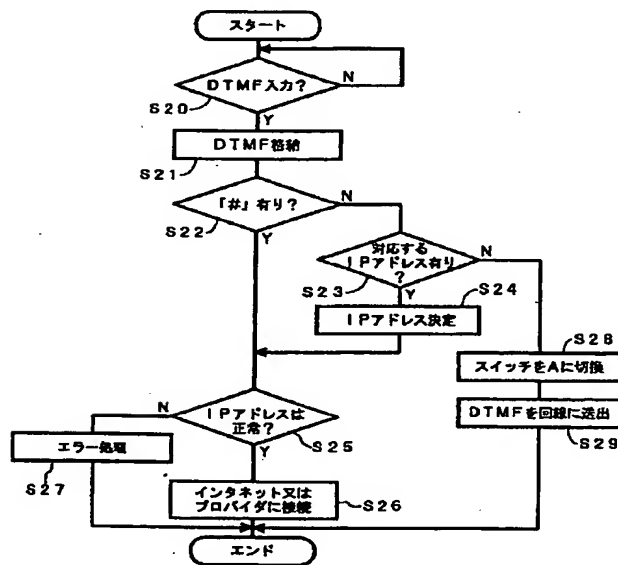 スタート
DTMF入力?
N
S20
Y
DTMF格納
S21
『#』有り?
N
S22
Y
対応する
IPアドレス有り
?
N
S23
Y
S24
IPアドレス決定
S28
スイッチをAに切換
DTMFを回線に送出
S29
N
IPアドレスは
正常?
S25
Y
エラー処理
S27
インタネット又は
プロバイダに接続
S26
エンド